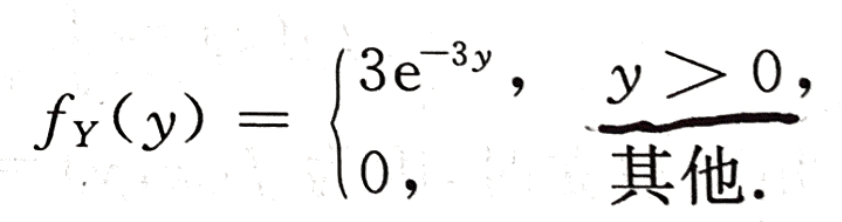 f_Y(y) = { 3e^{-3y}, y > 0,
0, 其他.